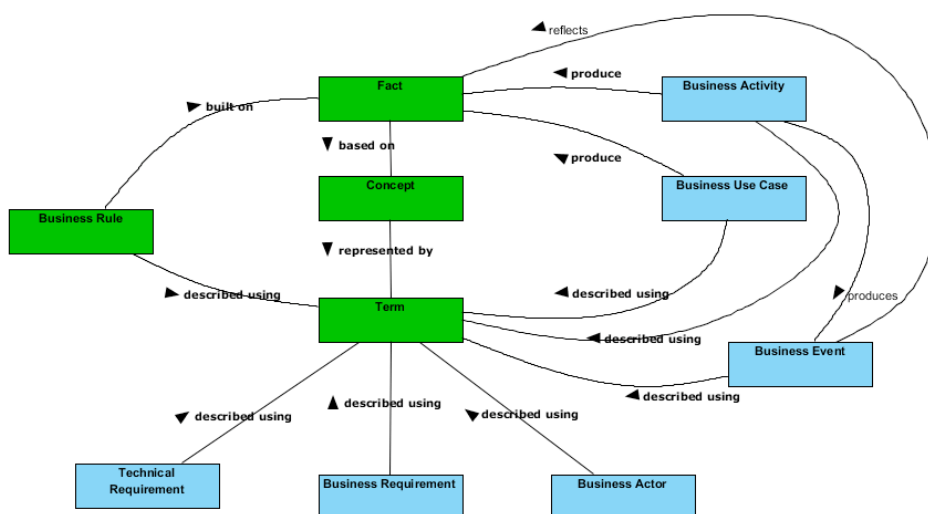 reflects
Fact
produce
Business Activity
built on
based on
produce
Concept
Business Use Case
Business Rule
represented by
described using
described using
produces
Term
described using
Business Event
described using
described using
described using
described using
Technical
Requirement
Business Requirement
Business Actor